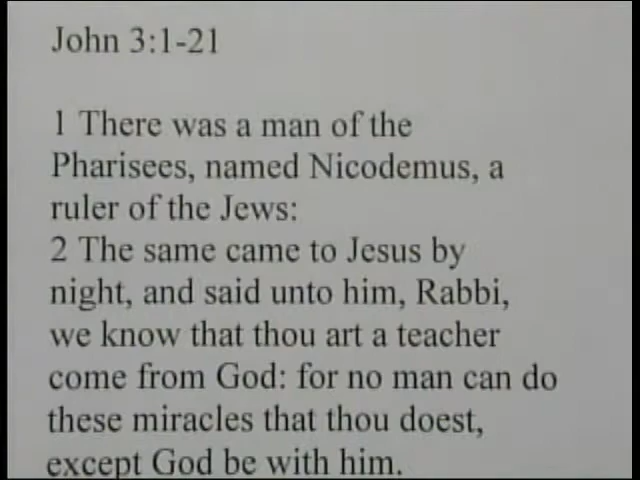 John 3:1-21
1 There was a man of the
Pharisees, named Nicodemus, a
ruler of the Jews:
2 The same came to Jesus by
night, and said unto him, Rabbi,
we know that thou art a teacher
come from God: for no man can do
these miracles that thou doest,
except God be with him.